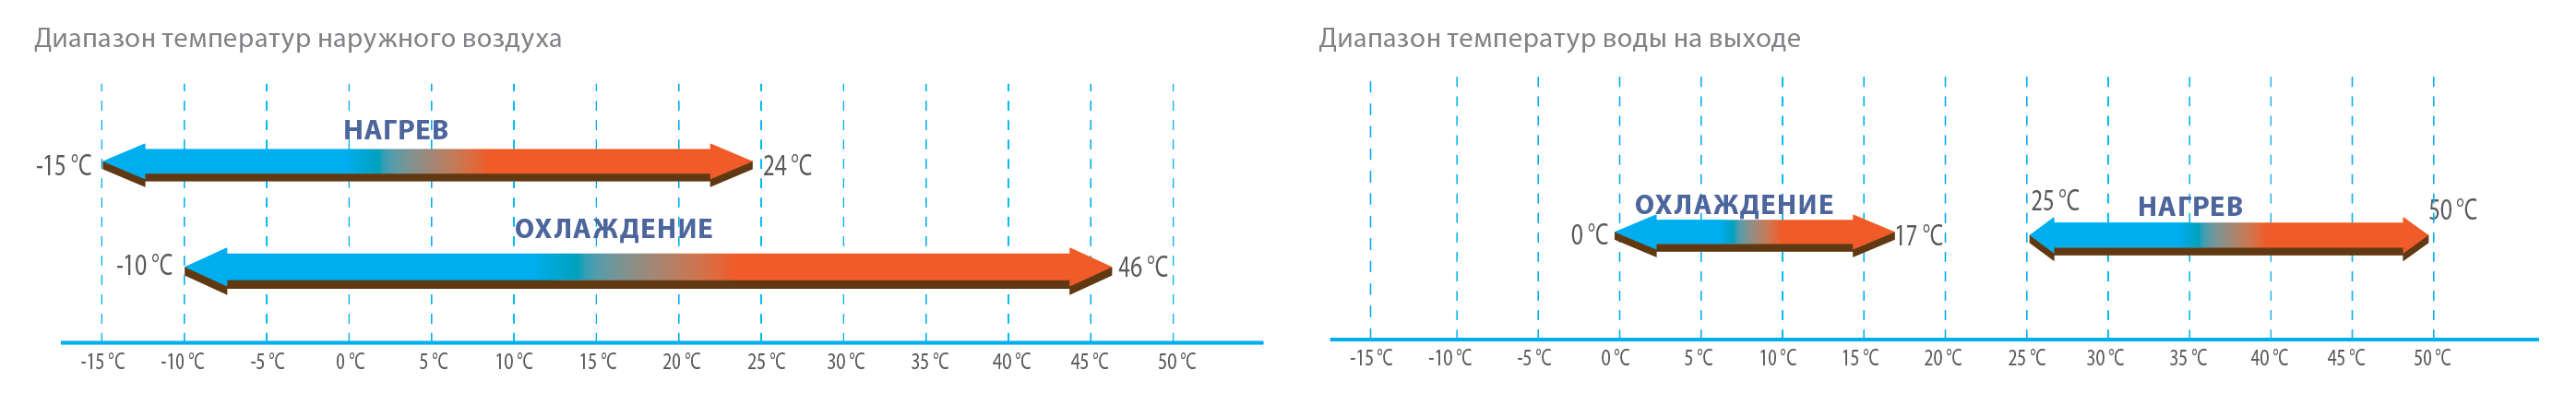 Диапазон температур наружного воздуха
НАГРЕВ
-15 °C
24 °C
ОХЛАЖДЕНИЕ
-10 °C
46 °C
-15 °C -10 °C -5 °C 0 °C 5 °C 10 °C 15 °C 20 °C 25 °C 30 °C 35 °C 40 °C 45 °C 50 °C
Диапазон температур воды на выходе
ОХЛАЖДЕНИЕ
0 °C
17 °C
25 °C
НАГРЕВ
50 °C
-15 °C -10 °C -5 °C 0 °C 5 °C 10 °C 15 °C 20 °C 25 °C 30 °C 35 °C 40 °C 45 °C 50 °C